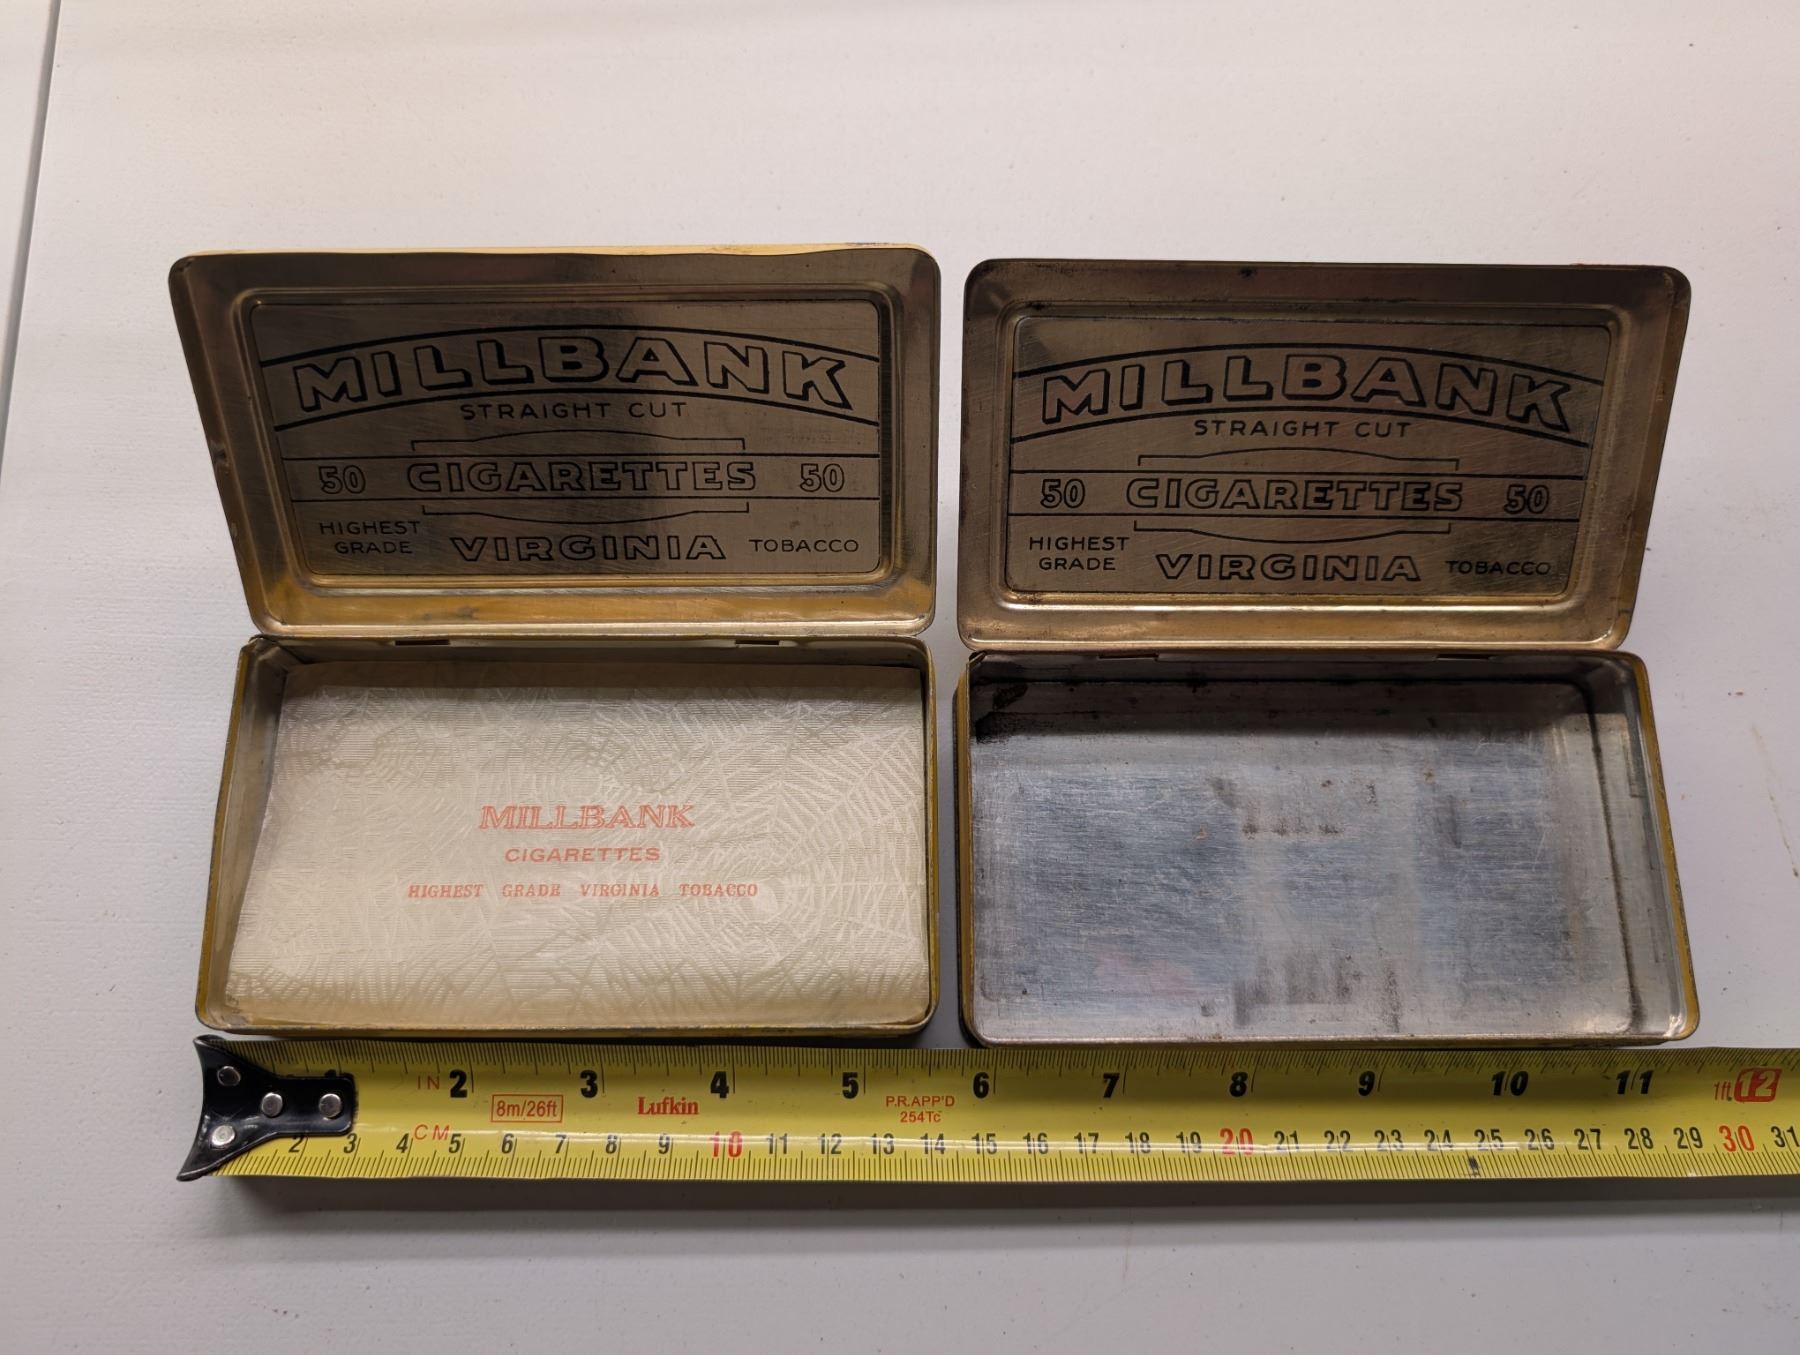 MILLBANK
STRAIGHT CUT
50 CIGARETTES 50
HIGHEST
GRADE VIRGINIA TOBACCO
MILLBANK
STRAIGHT CUT
50 CIGARETTES 50
HIGHEST
GRADE VIRGINIA TOBACCO
MILLBANK
CIGARETTES
HIGHEST GRADE VIRGINIA TOBACCO
1 IN 2 3 4 5 6 7 8 9 10 11 1ft 12
8m/26ft Lufkin P.R.APP'D
254Tc
CM
2 3 4 5 6 7 8 9 10 11 12 13 14 15 16 17 18 19 20 21 22 23 24 25 26 27 28 29 30 31